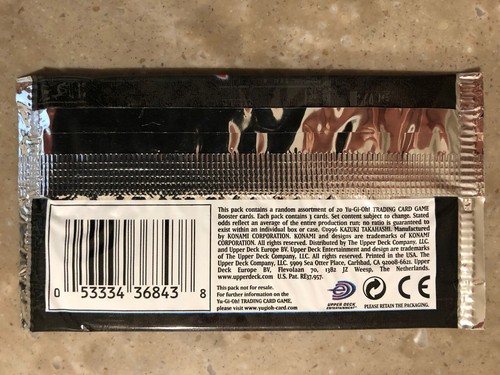 This pack contains a random assortment of 20 Yu-Gi-Oh! TRADING CARD GAME
Booster cards. Each pack contain 3 cards. Set content subject to change. Stated
odds reflect an average of the entire production run; no ratio is guaranteed to
exist within an individual box or case. ©1996 KAZUKI TAKAHASHI. Manufactured
by KONAMI CORPORATION. KONAMI and designs are trademarks of KONAMI
CORPORATION. All rights reserved. Distributed by The Upper Deck Company, LLC.
and Upper Deck Europe BV. Upper Deck Entertainment and design are trademarks
of The Upper Deck Company, LLC. All rights reserved. Printed in the USA. The
Upper Deck Company, LLC. 5909 Sea Otter Place, Carlsbad, CA 92008-6621. Upper
Deck Europe BV, Flevolaan 70, 1382 JZ Weesp, The Netherlands.
www.upperdeck.com U.S. Pat. RE37,957.
This pack not for resale.
For further information on the
Yu-Gi-Oh! TRADING CARD GAME,
please visit www.yugioh-card.com
UPPER DECK
ENTERTAINMENT
CE
PLEASE RETAIN THE PACKAGING.
0 53334 36843 8